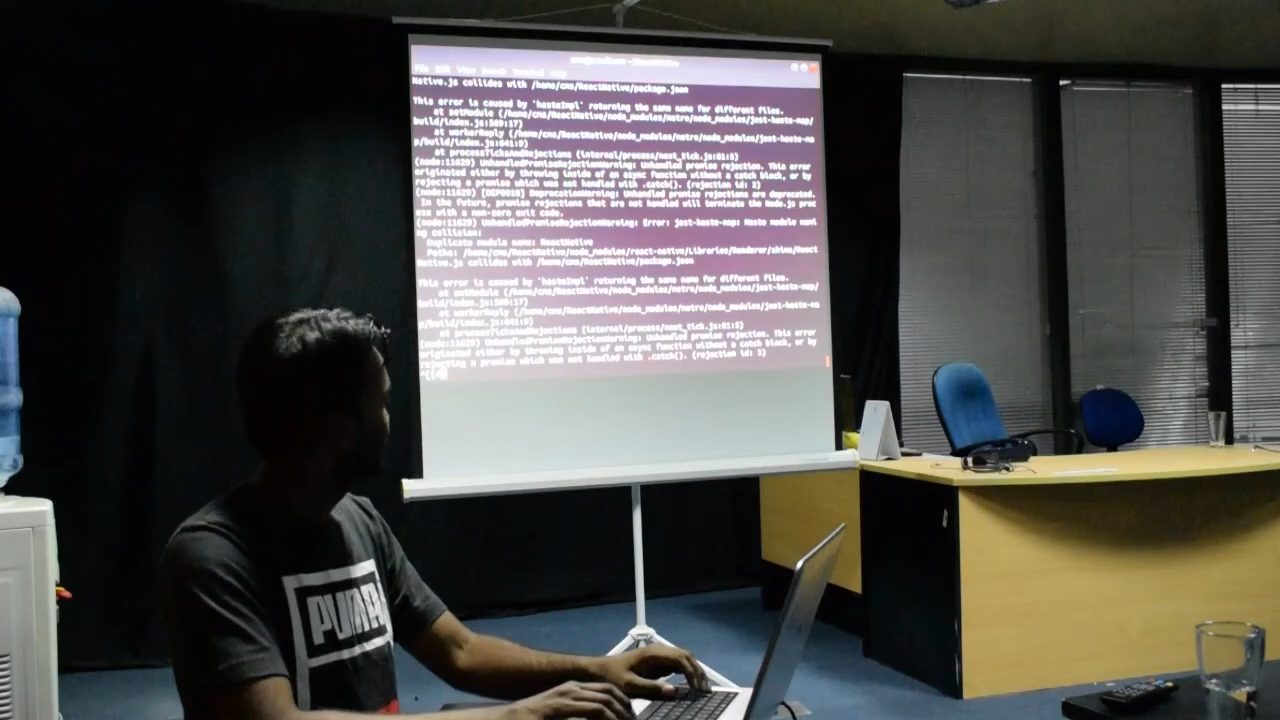 File Edit View Search Terminal Help
Native.js collides with /home/cms/ReactNative/package.json
This error is caused by `hasteImpl` returning the same name for different files.
at setModule (/home/cms/ReactNative/node_modules/metro/node_modules/jest-haste-map/
build/index.js:569:17)
at workerReply (/home/cms/ReactNative/node_modules/metro/node_modules/jest-haste-ma
p/build/index.js:641:9)
at processTicksAndRejections (internal/process/next_tick.js:81:5)
(node:11629) UnhandledPromiseRejectionWarning: Unhandled promise rejection. This error
originated either by throwing inside of an async function without a catch block, or by
rejecting a promise which was not handled with .catch(). (rejection id: 2)
(node:11629) [DEP0018] DeprecationWarning: Unhandled promise rejections are deprecated.
In the future, promise rejections that are not handled will terminate the Node.js proc
ess with a non-zero exit code.
(node:11629) UnhandledPromiseRejectionWarning: Error: jest-haste-map: Haste module nami
ng collision:
Duplicate module name: ReactNative
Paths: /home/cms/ReactNative/node_modules/react-native/Libraries/Renderer/shims/React
Native.js collides with /home/cms/ReactNative/package.json
This error is caused by `hasteImpl` returning the same name for different files.
at setModule (/home/cms/ReactNative/node_modules/metro/node_modules/jest-haste-map/
build/index.js:569:17)
at workerReply (/home/cms/ReactNative/node_modules/metro/node_modules/jest-haste-ma
p/build/index.js:641:9)
at processTicksAndRejections (internal/process/next_tick.js:81:5)
(node:11629) UnhandledPromiseRejectionWarning: Unhandled promise rejection. This error
originated either by throwing inside of an async function without a catch block, or by
rejecting a promise which was not handled with .catch(). (rejection id: 3)
PUMA